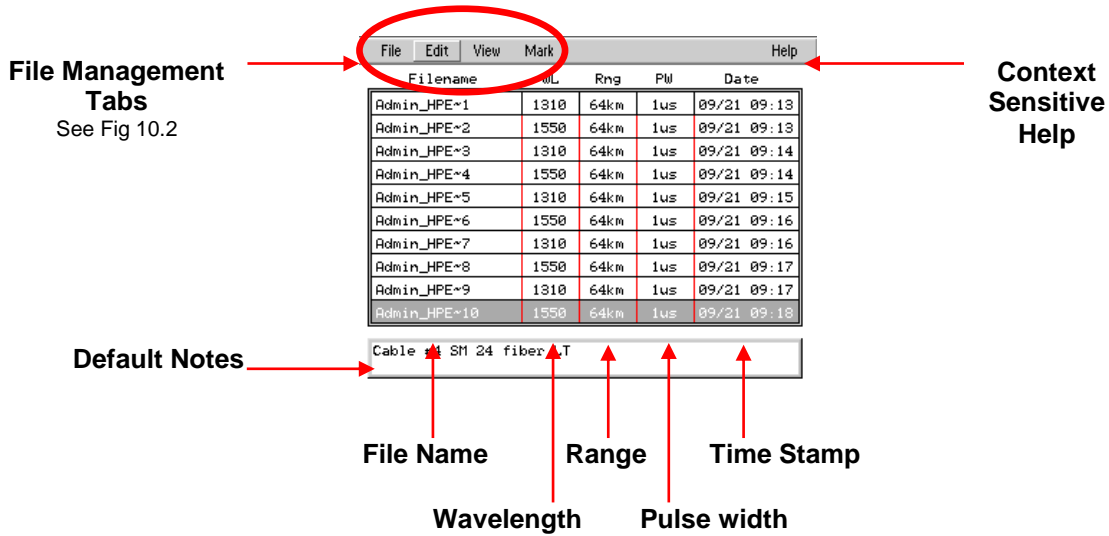 File Edit View Mark Help
File Management
Tabs
See Fig 10.2
Context
Sensitive
Help
Filename WL Rng PW Date
Admin_HPE~1 1310 64km 1us 09/21 09:13
Admin_HPE~2 1550 64km 1us 09/21 09:13
Admin_HPE~3 1310 64km 1us 09/21 09:14
Admin_HPE~4 1550 64km 1us 09/21 09:14
Admin_HPE~5 1310 64km 1us 09/21 09:15
Admin_HPE~6 1550 64km 1us 09/21 09:16
Admin_HPE~7 1310 64km 1us 09/21 09:16
Admin_HPE~8 1550 64km 1us 09/21 09:17
Admin_HPE~9 1310 64km 1us 09/21 09:17
Admin_HPE~10 1550 64km 1us 09/21 09:18
Default Notes
Cable #4 SM 24 fiber LT
File Name Range Time Stamp
Wavelength Pulse width